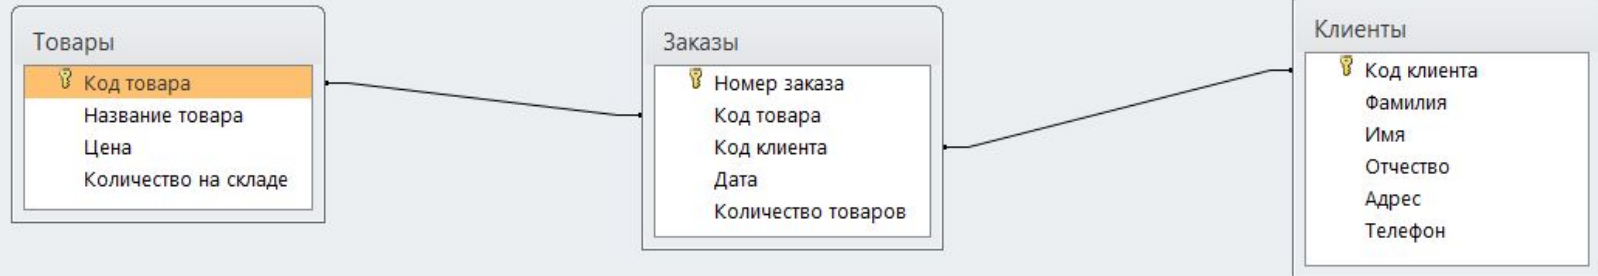 Товары
Код товара
Название товара
Цена
Количество на складе
Заказы
Номер заказа
Код товара
Код клиента
Дата
Количество товаров
Клиенты
Код клиента
Фамилия
Имя
Отчество
Адрес
Телефон